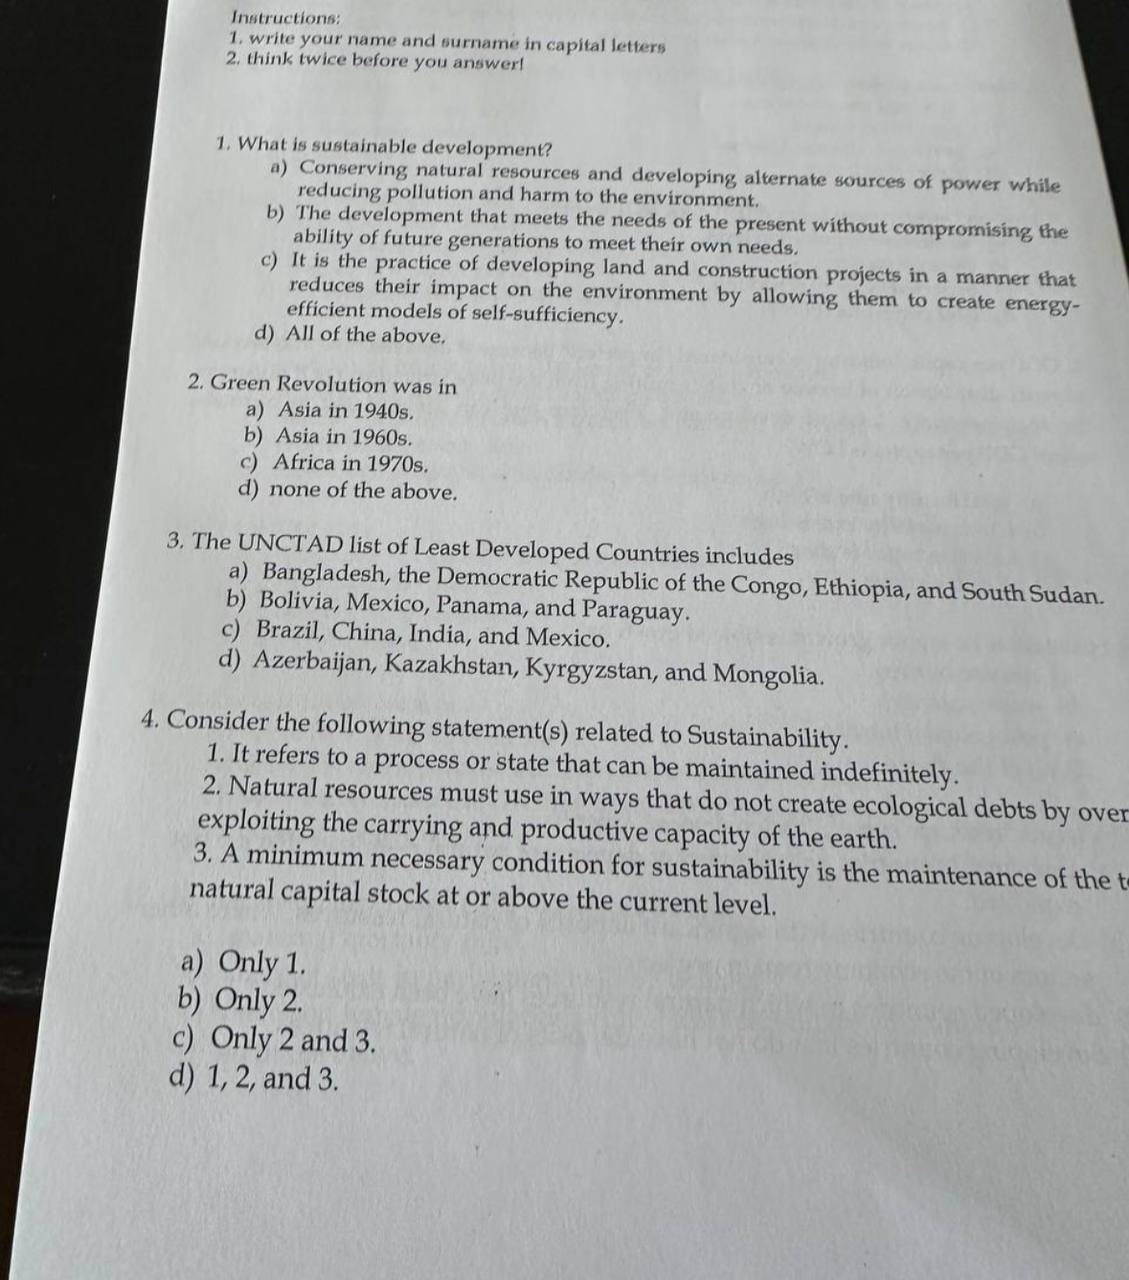 Instructions:
1. write your name and surname in capital letters
2. think twice before you answer!
1. What is sustainable development?
a) Conserving natural resources and developing alternate sources of power while
reducing pollution and harm to the environment.
b) The development that meets the needs of the present without compromising the
ability of future generations to meet their own needs.
c) It is the practice of developing land and construction projects in a manner that
reduces their impact on the environment by allowing them to create energy-
efficient models of self-sufficiency.
d) All of the above.
2. Green Revolution was in
a) Asia in 1940s.
b) Asia in 1960s.
c) Africa in 1970s.
d) none of the above.
3. The UNCTAD list of Least Developed Countries includes
a) Bangladesh, the Democratic Republic of the Congo, Ethiopia, and South Sudan.
b) Bolivia, Mexico, Panama, and Paraguay.
c) Brazil, China, India, and Mexico.
d) Azerbaijan, Kazakhstan, Kyrgyzstan, and Mongolia.
4. Consider the following statement(s) related to Sustainability.
1. It refers to a process or state that can be maintained indefinitely.
2. Natural resources must use in ways that do not create ecological debts by over
exploiting the carrying and productive capacity of the earth.
3. A minimum necessary condition for sustainability is the maintenance of the
natural capital stock at or above the current level.
a) Only 1.
b) Only 2.
c) Only 2 and 3.
d) 1, 2, and 3.